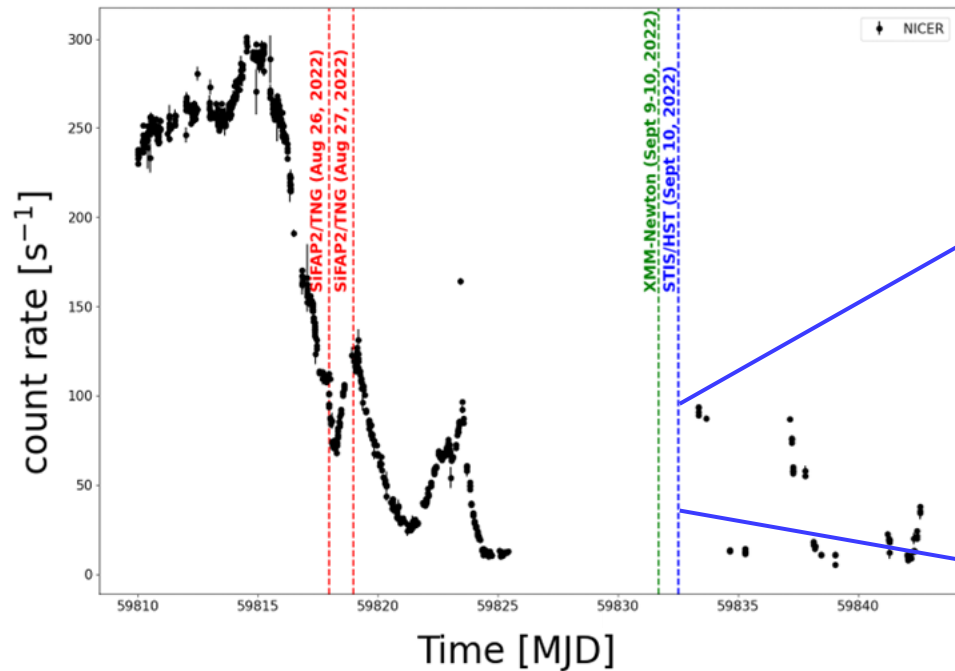 NICER
300
250
200
150
100
50
0
count rate [s⁻¹]
SiFAP2/TNG (Aug 26, 2022)
SiFAP2/TNG (Aug 27, 2022)
XMM-Newton (Sept 9-10, 2022)
STIS/HST (Sept 10, 2022)
59810 59815 59820 59825 59830 59835 59840
Time [MJD]